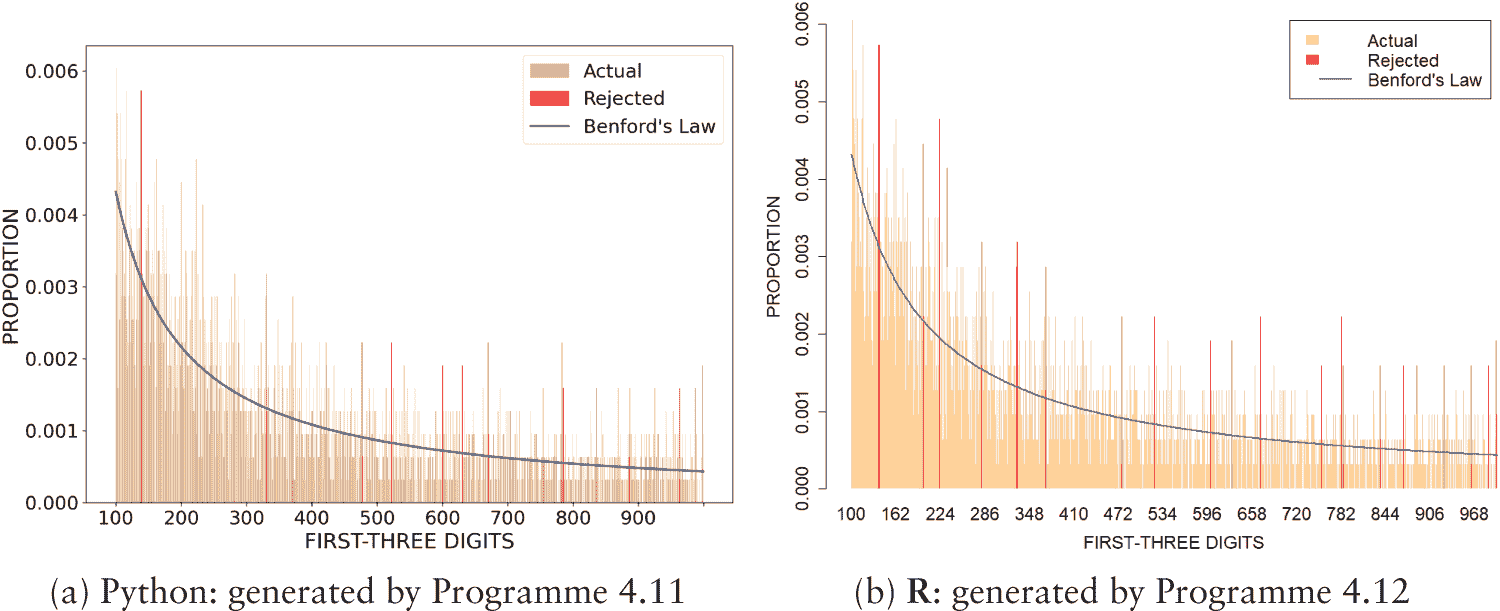 0.006
0.005
0.004
0.003
0.002
0.001
0.000
PROPORTION
Actual
Rejected
Benford's Law
100 200 300 400 500 600 700 800 900
FIRST-THREE DIGITS
(a) Python: generated by Programme 4.11
0.006
0.005
0.004
0.003
0.002
0.001
0.000
PROPORTION
Actual
Rejected
Benford's Law
100 162 224 286 348 410 472 534 596 658 720 782 844 906 968
FIRST-THREE DIGITS
(b) R: generated by Programme 4.12